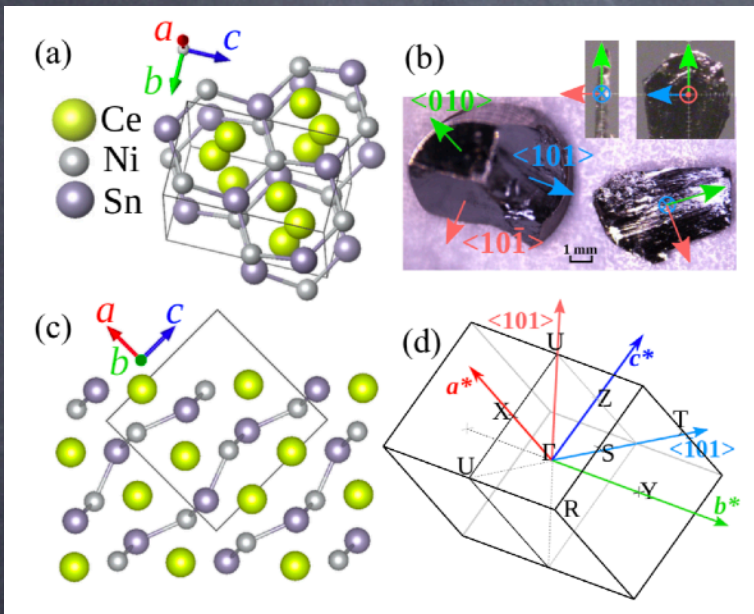 (a)
a
c
b
Ce
Ni
Sn
(b)
<010>
<101>
<101̄>
1 mm
(c)
a
c
b
(d)
<101>
U
c*
a*
Z
X
T
Γ
S
<101>
U
Y
R
b*